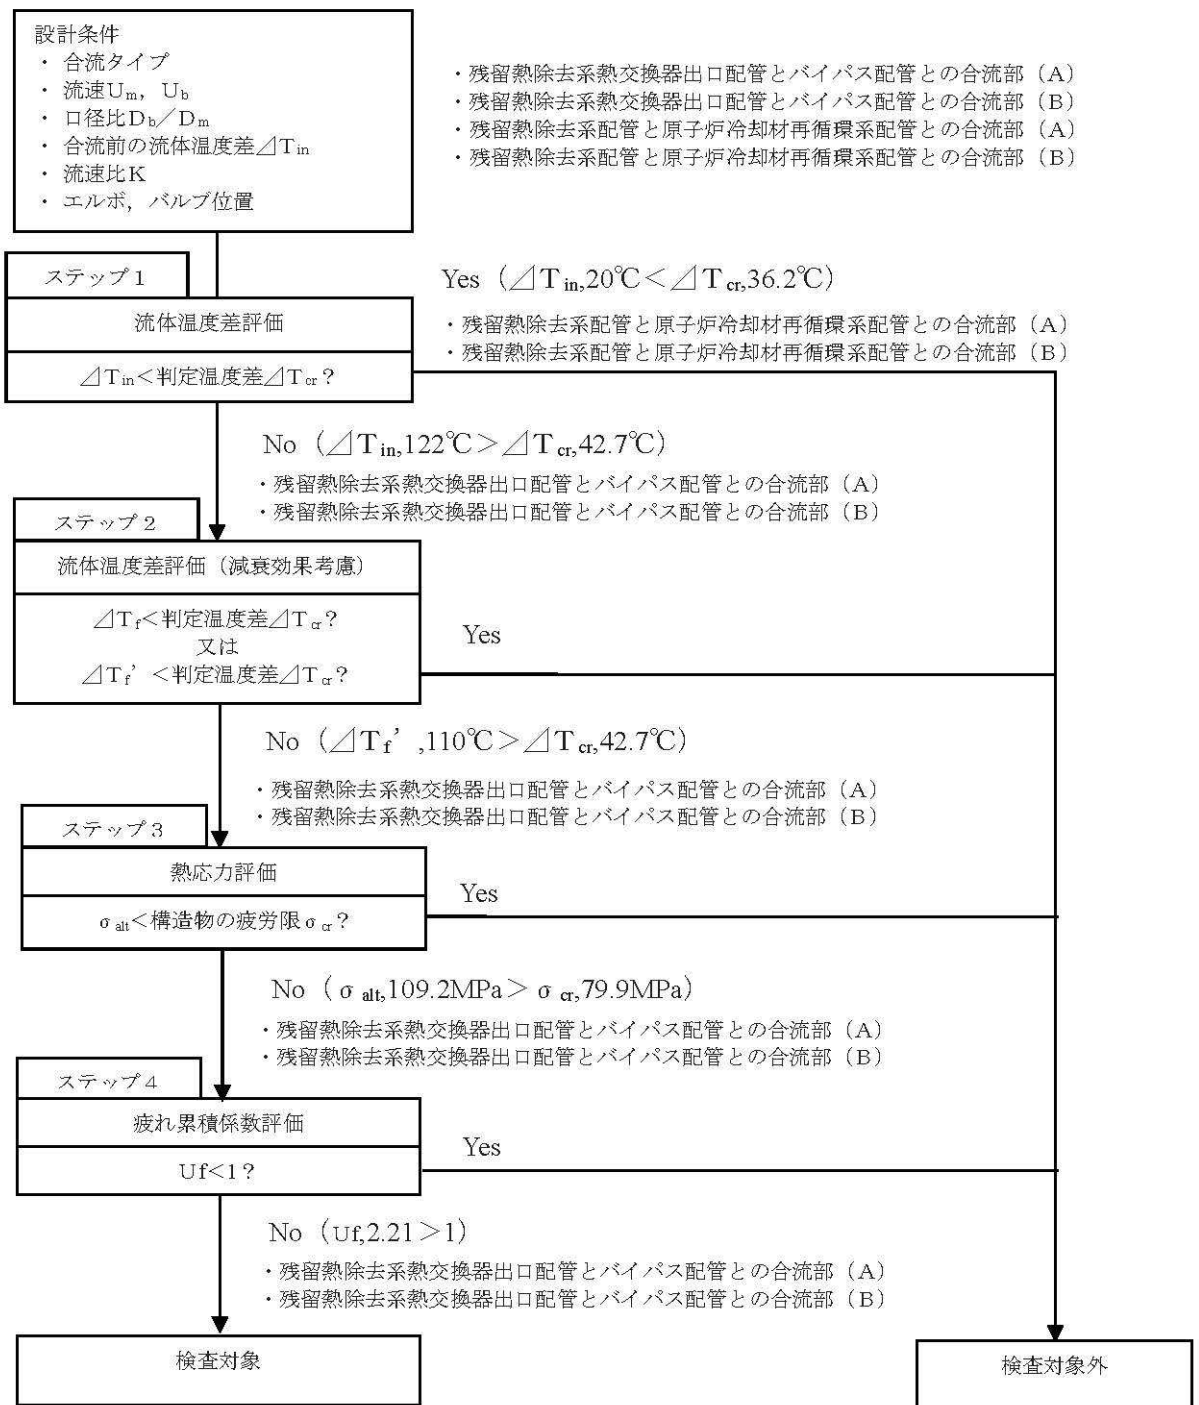 設計条件
・ 合流タイプ
・ 流速Um，Ub
・ 口径比Db／Dm
・ 合流前の流体温度差⊿Tin
・ 流速比K
・ エルボ，バルブ位置
・残留熱除去系熱交換器出口配管とバイパス配管との合流部（A）
・残留熱除去系熱交換器出口配管とバイパス配管との合流部（B）
・残留熱除去系配管と原子炉冷却材再循環系配管との合流部（A）
・残留熱除去系配管と原子炉冷却材再循環系配管との合流部（B）
ステップ１
流体温度差評価
⊿Tin＜判定温度差⊿Tcr？
Yes（⊿Tin,20℃＜⊿Tcr,36.2℃）
・残留熱除去系配管と原子炉冷却材再循環系配管との合流部（A）
・残留熱除去系配管と原子炉冷却材再循環系配管との合流部（B）
No（⊿Tin,122℃＞⊿Tcr,42.7℃）
・残留熱除去系熱交換器出口配管とバイパス配管との合流部（A）
・残留熱除去系熱交換器出口配管とバイパス配管との合流部（B）
ステップ２
流体温度差評価（減衰効果考慮）
⊿Tf＜判定温度差⊿Tcr？
又は
⊿Tf’＜判定温度差⊿Tcr？
Yes
No（⊿Tf’,110℃＞⊿Tcr,42.7℃）
・残留熱除去系熱交換器出口配管とバイパス配管との合流部（A）
・残留熱除去系熱交換器出口配管とバイパス配管との合流部（B）
ステップ３
熱応力評価
σalt＜構造物の疲労限σcr？
Yes
No（σalt,109.2MPa＞σcr,79.9MPa）
・残留熱除去系熱交換器出口配管とバイパス配管との合流部（A）
・残留熱除去系熱交換器出口配管とバイパス配管との合流部（B）
ステップ４
疲れ累積係数評価
Uf<1？
Yes
No（Uf,2.21＞1）
・残留熱除去系熱交換器出口配管とバイパス配管との合流部（A）
・残留熱除去系熱交換器出口配管とバイパス配管との合流部（B）
検査対象
検査対象外